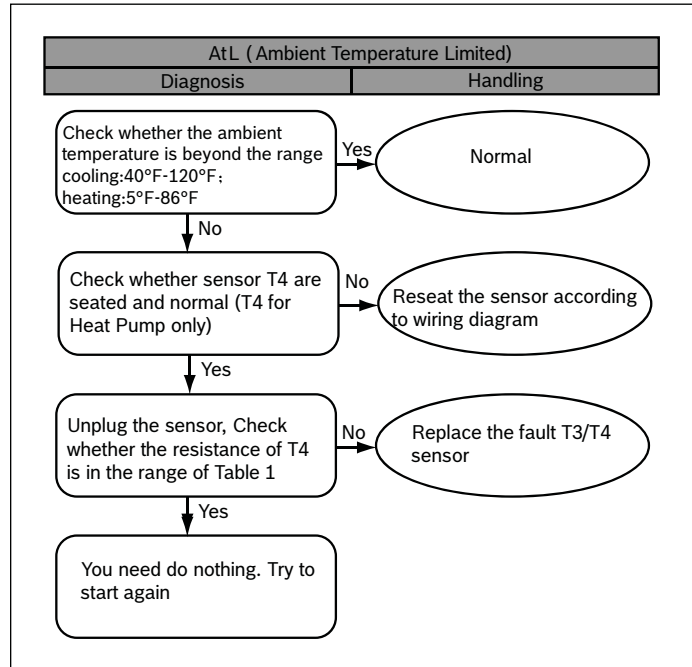 AtL ( Ambient Temperature Limited)
Diagnosis
Handling
Check whether the ambient
temperature is beyond the range
cooling:40°F-120°F;
heating:5°F-86°F
Yes
Normal
No
Check whether sensor T4 are
seated and normal (T4 for
Heat Pump only)
No
Reseat the sensor according
to wiring diagram
Yes
Unplug the sensor, Check
whether the resistance of T4
is in the range of Table 1
No
Replace the fault T3/T4
sensor
Yes
You need do nothing. Try to
start again